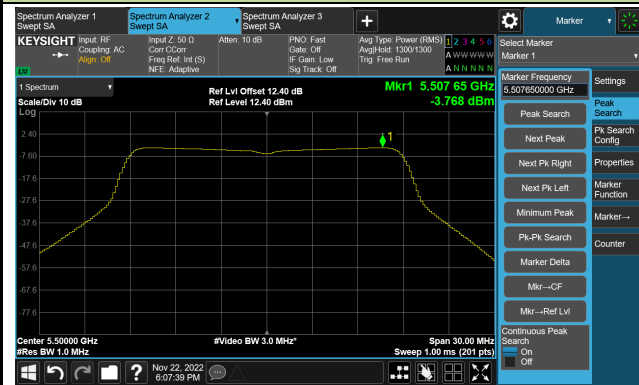 Spectrum Analyzer 1
Swept SA
Spectrum Analyzer 2
Swept SA
Spectrum Analyzer 3
Swept SA
Marker
KEYSIGHT
Input: RF
Coupling: AC
Align: Off
Input Z: 50 Ω
Corr CCorr
Freq Ref: Int (S)
NFE: Adaptive
Atten: 10 dB
PNO: Fast
Gate: Off
IF Gain: Low
Sig Track: Off
Avg Type: Power (RMS)
Avg|Hold: 1300/1300
Trig: Free Run
1 2 3 4 5 6
A W W W W W
A N N N N N
Select Marker
Marker 1
1 Spectrum
Scale/Div 10 dB
Log
Ref Lvl Offset 12.40 dB
Ref Level 12.40 dBm
Mkr1 5.507 65 GHz
-3.768 dBm
2.40
-7.60
-17.6
-27.6
-37.6
-47.6
-57.6
-67.6
-77.6
1
Center 5.50000 GHz
#Res BW 1.0 MHz
#Video BW 3.0 MHz*
Span 30.00 MHz
Sweep 1.00 ms (201 pts)
Marker Frequency
5.507650000 GHz
Peak Search
Next Peak
Next Pk Right
Next Pk Left
Minimum Peak
Pk-Pk Search
Marker Delta
Mkr→CF
Mkr→Ref Lvl
Continuous Peak
Search
On
Off
Settings
Peak
Search
Pk Search
Config
Properties
Marker
Function
Marker→
Counter
Nov 22, 2022
6:07:39 PM